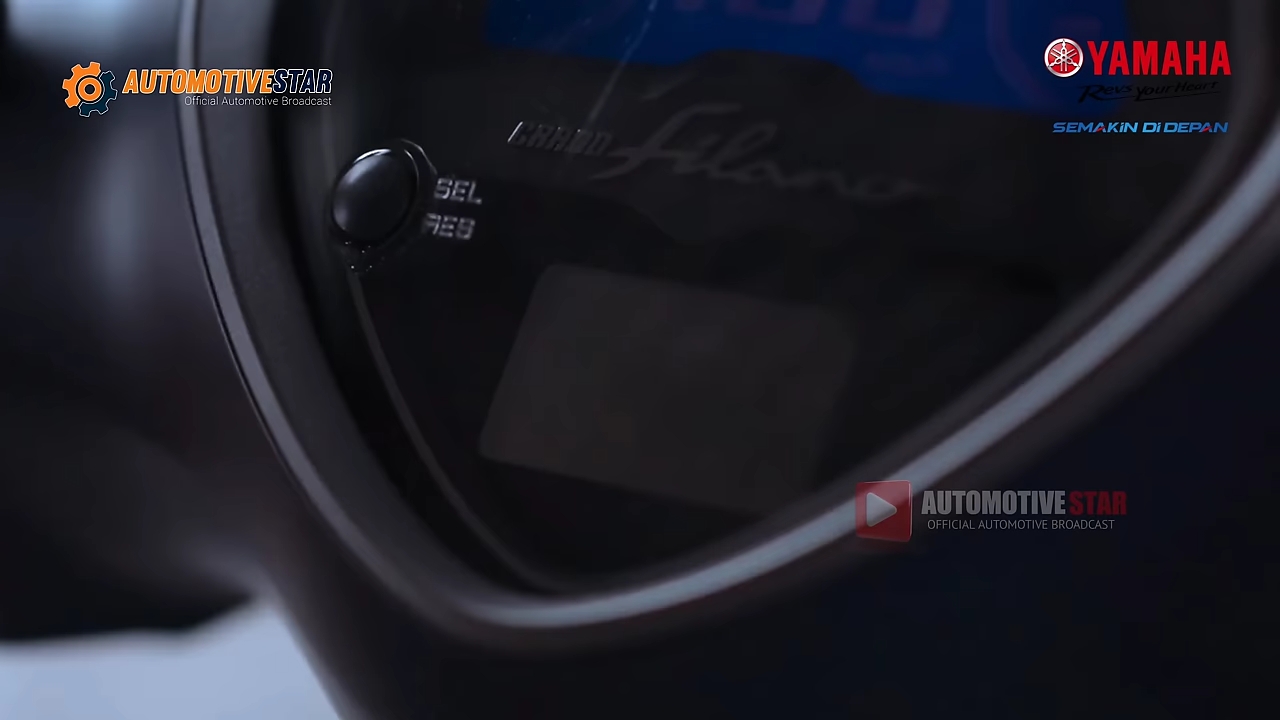 AUTOMOTIVESTAR
Official Automotive Broadcast
YAMAHA
Revs Your Heart
SEMAKIN DI DEPAN
GRAND Filano
SEL
RES
AUTOMOTIVE STAR
OFFICIAL AUTOMOTIVE BROADCAST